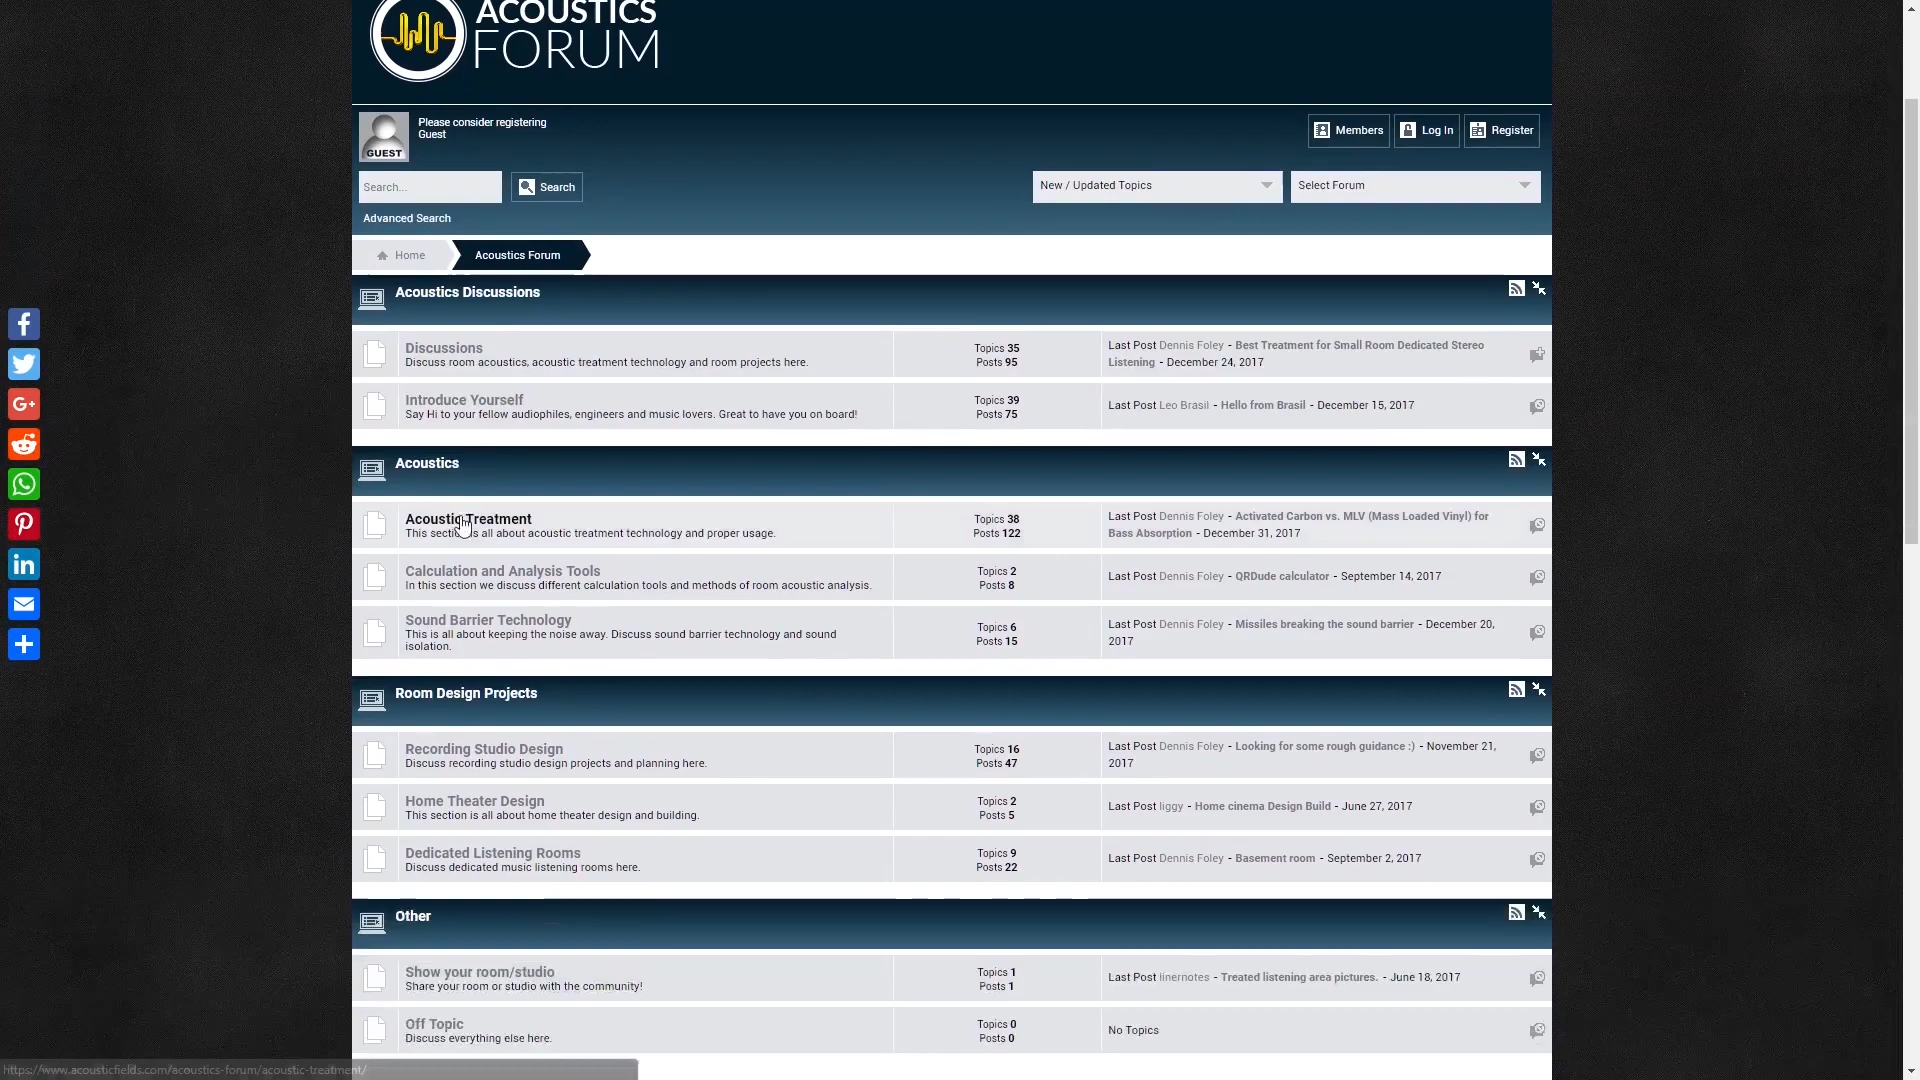 ACOUSTICS
FORUM
GUEST
Please consider registering
Guest
Members
Log In
Register
Search...
Search
New / Updated Topics
Select Forum
Advanced Search
Home
Acoustics Forum
Acoustics Discussions
Discussions
Discuss room acoustics, acoustic treatment technology and room projects here.
Topics 35
Posts 95
Last Post Dennis Foley - Best Treatment for Small Room Dedicated Stereo
Listening - December 24, 2017
Introduce Yourself
Say Hi to your fellow audiophiles, engineers and music lovers. Great to have you on board!
Topics 39
Posts 75
Last Post Leo Brasil - Hello from Brasil - December 15, 2017
Acoustics
Acoustic Treatment
This section is all about acoustic treatment technology and proper usage.
Topics 38
Posts 122
Last Post Dennis Foley - Activated Carbon vs. MLV (Mass Loaded Vinyl) for
Bass Absorption - December 31, 2017
Calculation and Analysis Tools
In this section we discuss different calculation tools and methods of room acoustic analysis.
Topics 2
Posts 8
Last Post Dennis Foley - QRDude calculator - September 14, 2017
Sound Barrier Technology
This is all about keeping the noise away. Discuss sound barrier technology and sound
isolation.
Topics 6
Posts 15
Last Post Dennis Foley - Missiles breaking the sound barrier - December 20,
2017
Room Design Projects
Recording Studio Design
Discuss recording studio design projects and planning here.
Topics 16
Posts 47
Last Post Dennis Foley - Looking for some rough guidance :) - November 21,
2017
Home Theater Design
This section is all about home theater design and building.
Topics 2
Posts 5
Last Post liggy - Home cinema Design Build - June 27, 2017
Dedicated Listening Rooms
Discuss dedicated music listening rooms here.
Topics 9
Posts 22
Last Post Dennis Foley - Basement room - September 2, 2017
Other
Show your room/studio
Share your room or studio with the community!
Topics 1
Posts 1
Last Post linernotes - Treated listening area pictures. - June 18, 2017
Off Topic
Discuss everything else here.
Topics 0
Posts 0
No Topics
https://www.acousticfields.com/acoustics-forum/acoustic-treatment/